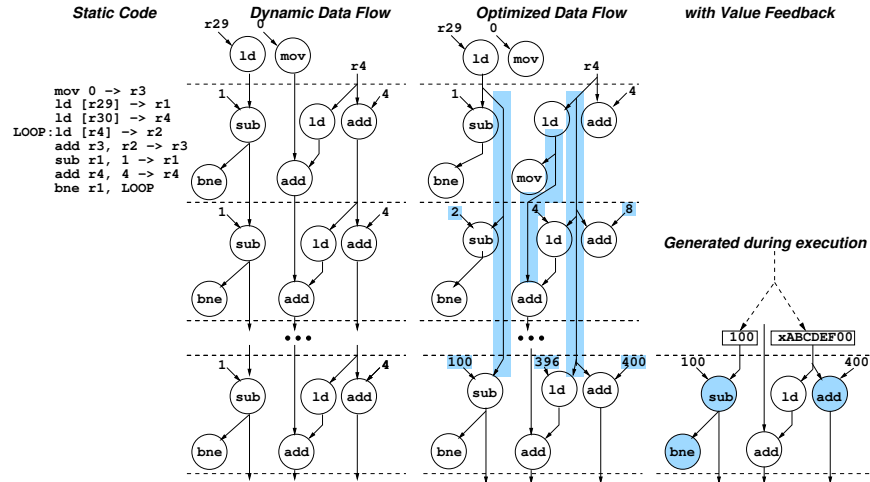 Static Code
Dynamic Data Flow
Optimized Data Flow
with Value Feedback
mov 0 -> r3
ld [r29] -> r1
ld [r30] -> r4
LOOP:ld [r4] -> r2
add r3, r2 -> r3
sub r1, 1 -> r1
add r4, 4 -> r4
bne r1, LOOP
r29
0
ld
mov
r4
1
sub
ld
4
add
bne
add
1
sub
ld
4
add
bne
add
•••
1
sub
ld
4
add
bne
add
r29
0
ld
mov
r4
1
sub
ld
4
add
bne
mov
2
sub
4
ld
8
add
bne
add
•••
100
sub
396
ld
400
add
bne
add
Generated during execution
100
xABCDEF00
100
sub
ld
400
add
bne
add